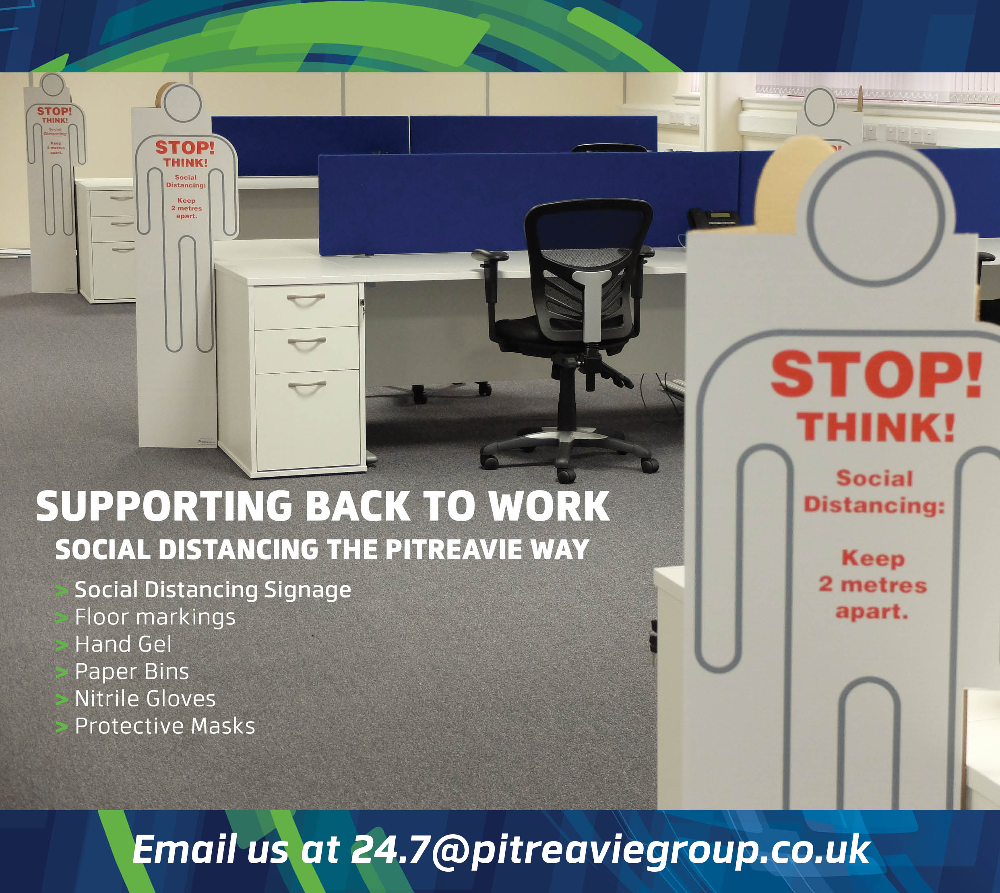 STOP!
THINK!
Social
Distancing:
Keep
2 metres
apart.
STOP!
THINK!
Social
Distancing:
Keep
2 metres
apart.
Pitreavie
STOP!
THINK!
Social
Distancing:
Keep
2 metres
apart.
SUPPORTING BACK TO WORK
SOCIAL DISTANCING THE PITREAVIE WAY
> Social Distancing Signage
> Floor markings
> Hand Gel
> Paper Bins
> Nitrile Gloves
> Protective Masks
Email us at 24.7@pitreaviegroup.co.uk